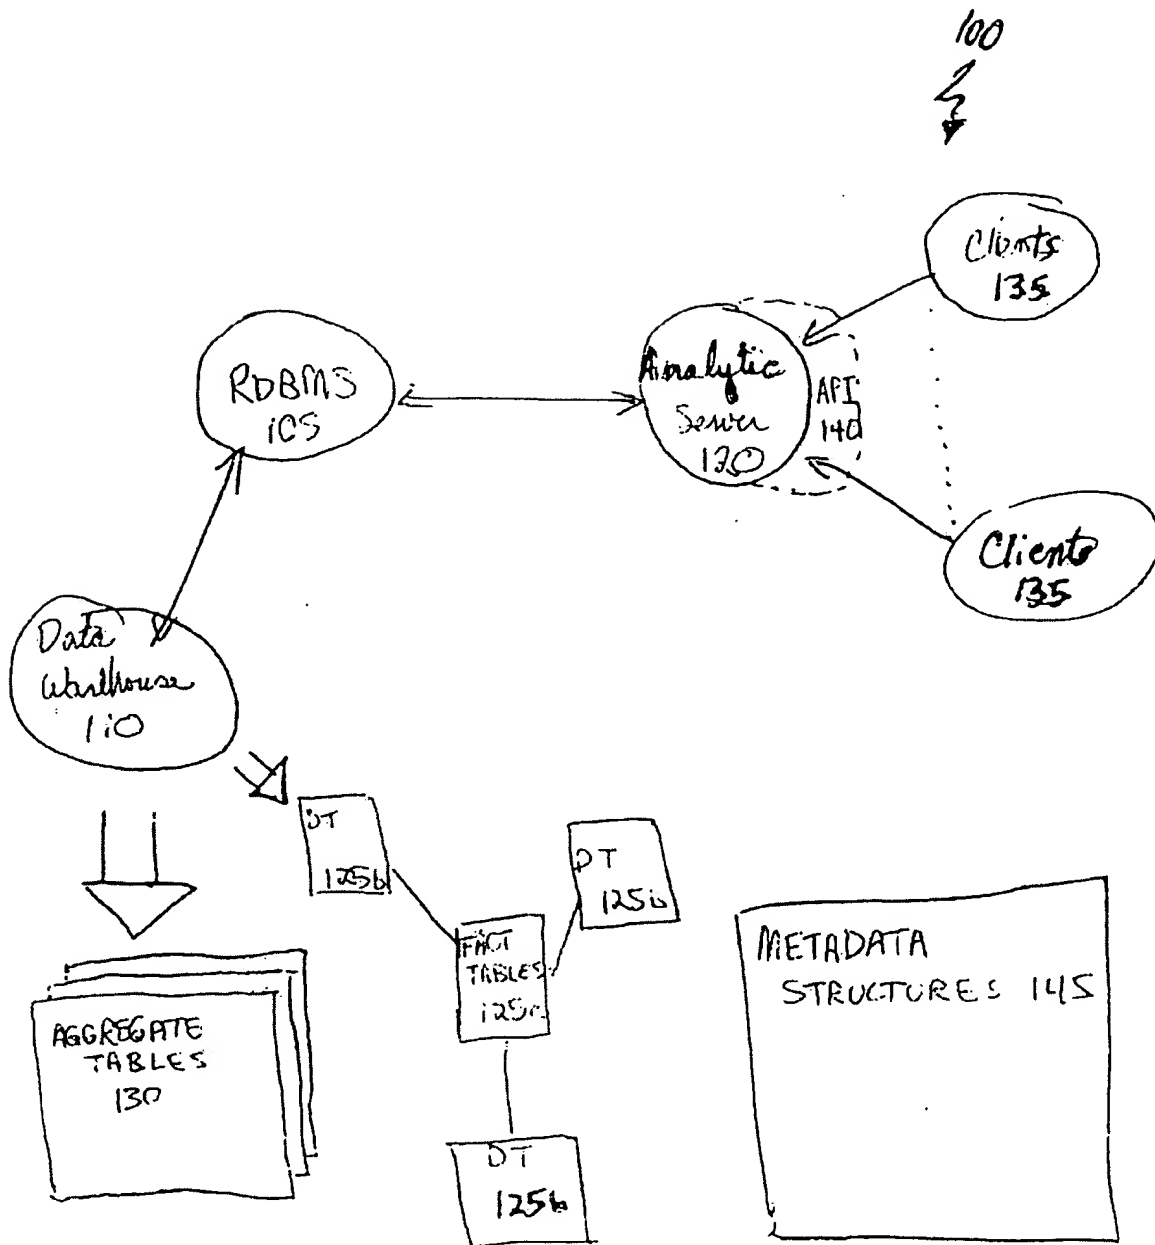 100
Clients
135
RDBMS
105
Analytic
Server
120
API
140
Clients
135
Data
Warehouse
110
DT
125b
DT
125b
FACT
TABLES
125a
METADATA
STRUCTURES 145
AGGREGATE
TABLES
130
DT
125b